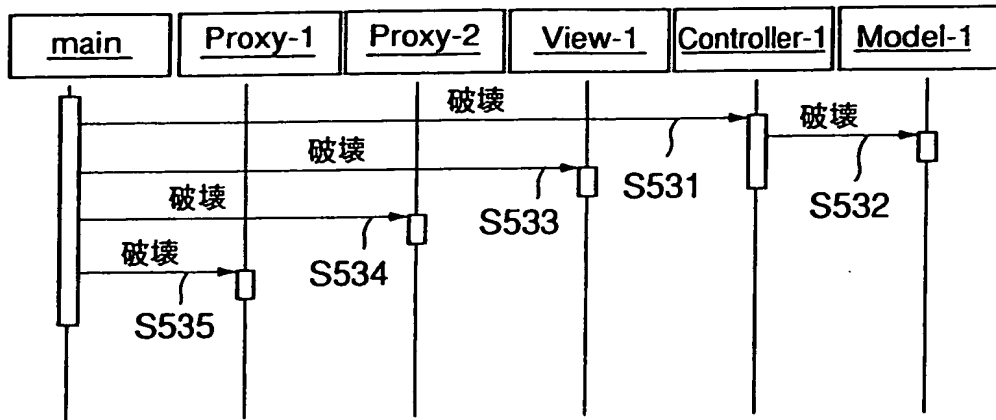 main
Proxy-1
Proxy-2
View-1
Controller-1
Model-1
破壊
S531
破壊
S532
破壊
S533
破壊
S534
破壊
S535